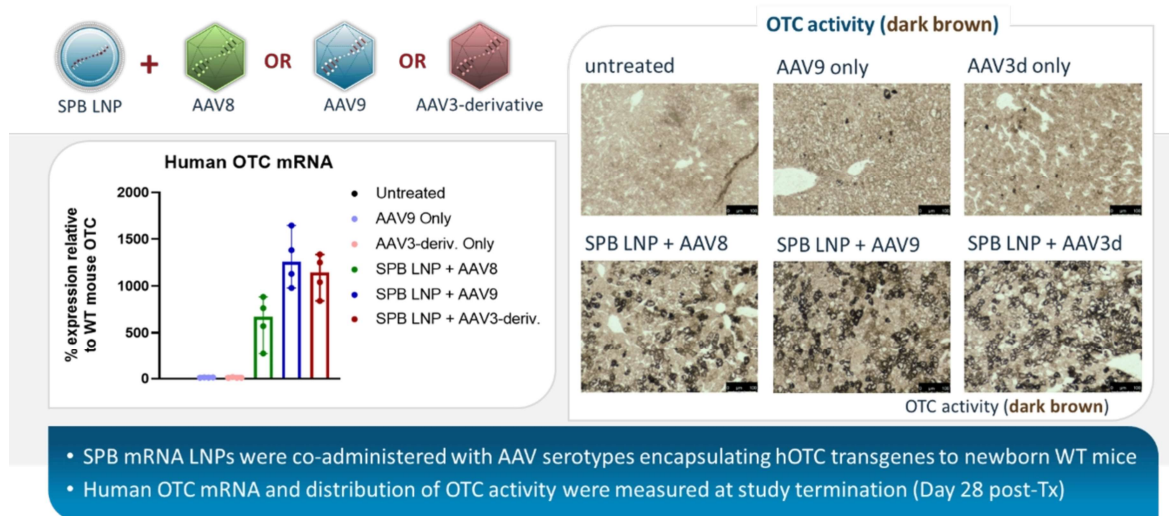 SPB LNP
+
AAV8
OR
AAV9
OR
AAV3-derivative
Human OTC mRNA
% expression relative
to WT mouse OTC
2000
1500
1000
500
0
Untreated
AAV9 Only
AAV3-deriv. Only
SPB LNP + AAV8
SPB LNP + AAV9
SPB LNP + AAV3-deriv.
OTC activity (dark brown)
untreated
AAV9 only
AAV3d only
SPB LNP + AAV8
SPB LNP + AAV9
SPB LNP + AAV3d
OTC activity (dark brown)
• SPB mRNA LNPs were co-administered with AAV serotypes encapsulating hOTC transgenes to newborn WT mice
• Human OTC mRNA and distribution of OTC activity were measured at study termination (Day 28 post-Tx)